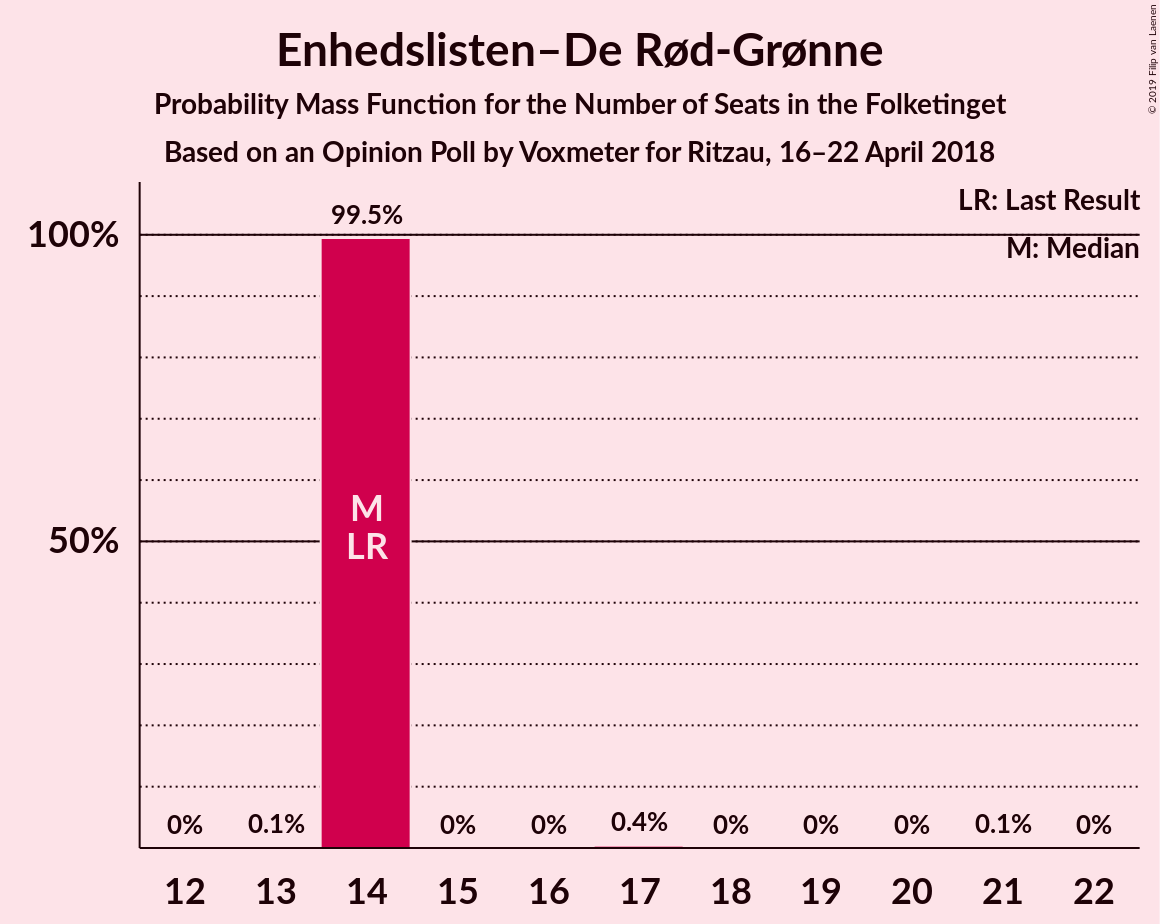 Enhedslisten–De Rød-Grønne
Probability Mass Function for the Number of Seats in the Folketinget
Based on an Opinion Poll by Voxmeter for Ritzau, 16–22 April 2018
© 2019 Filip van Laenen
LR: Last Result
M: Median
100%
50%
99.5%
M
LR
0%
0.1%
0%
0%
0.4%
0%
0%
0%
0.1%
0%
12 13 14 15 16 17 18 19 20 21 22